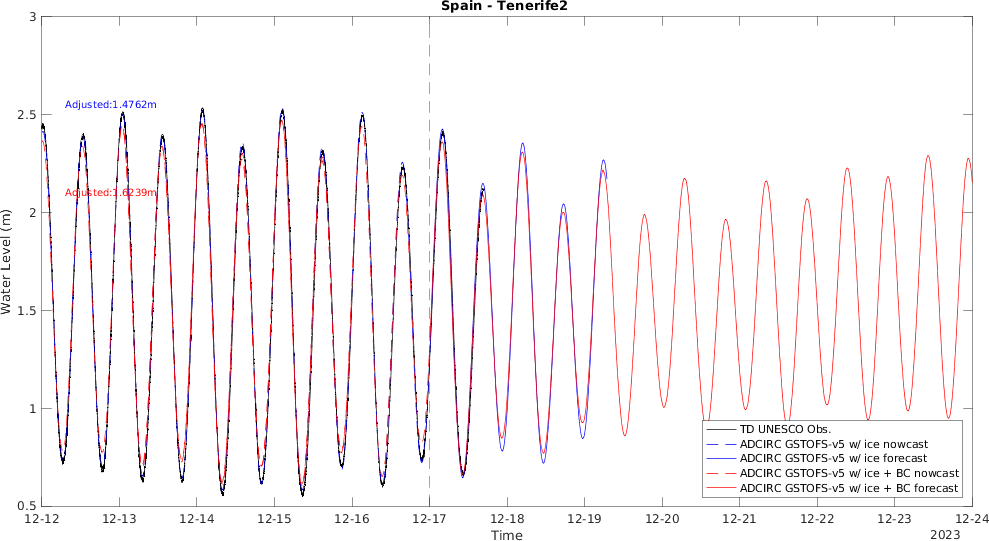 Spain - Tenerife2
Water Level (m)
3
2.5
2
1.5
1
0.5
Adjusted:1.4762m
Adjusted:1.6239m
TD UNESCO Obs.
ADCIRC GSTOFS-v5 w/ ice nowcast
ADCIRC GSTOFS-v5 w/ ice forecast
ADCIRC GSTOFS-v5 w/ ice + BC nowcast
ADCIRC GSTOFS-v5 w/ ice + BC forecast
12-12 12-13 12-14 12-15 12-16 12-17 12-18 12-19 12-20 12-21 12-22 12-23 12-24
Time
2023